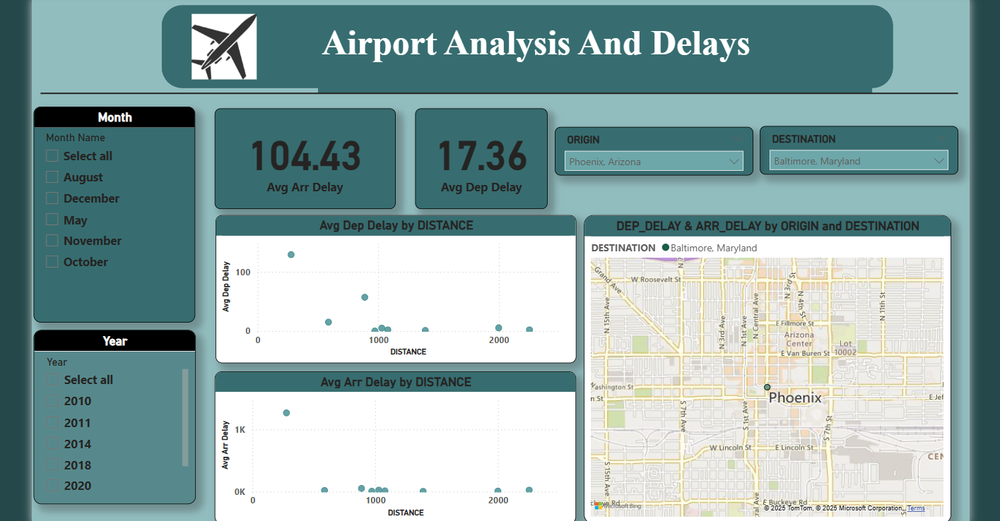 Airport Analysis And Delays
Month
Month Name
Select all
August
December
May
November
October
Year
Year
Select all
2010
2011
2014
2018
2020
104.43
Avg Arr Delay
17.36
Avg Dep Delay
ORIGIN
Phoenix, Arizona
DESTINATION
Baltimore, Maryland
Avg Dep Delay by DISTANCE
Avg Dep Delay
100
0
0
1000
2000
DISTANCE
Avg Arr Delay by DISTANCE
Avg Arr Delay
1K
0K
0
1000
2000
DISTANCE
DEP_DELAY & ARR_DELAY by ORIGIN and DESTINATION
DESTINATION
Baltimore, Maryland
Grand Ave
W Roosevelt St
N 15th Ave
N 3rd Ave
N 1st Ave
N Central Ave
N 3rd St
N 4th St
N 11th St
E Fillmore St
Arizona
Center
Lot
10002
E Van Buren St
Washington St
n St
Phoenix
E Jef
S 7th Ave
S 1st Ave
S 7th St
W Lincoln St
E Lincoln St
CEN
S 15th Ave
tral Ave
E Buckeye Rd
Microsoft Bing
© 2025 TomTom, © 2025 Microsoft Corporation, Terms